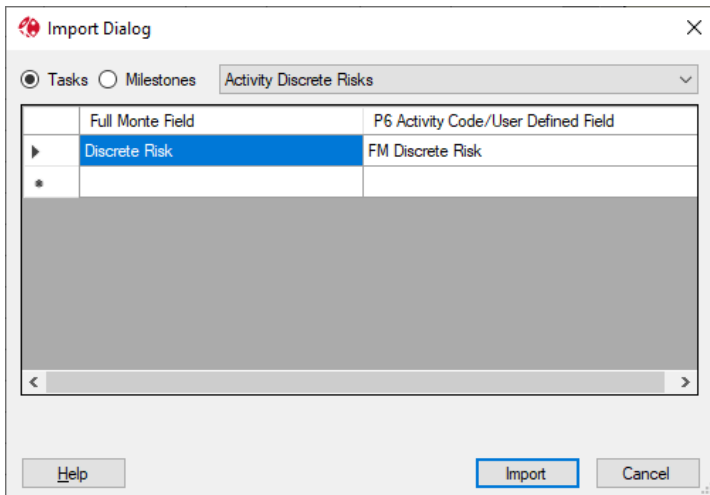 Import Dialog
Tasks Milestones Activity Discrete Risks
Full Monte Field P6 Activity Code/User Defined Field
Discrete Risk FM Discrete Risk
Help Import Cancel